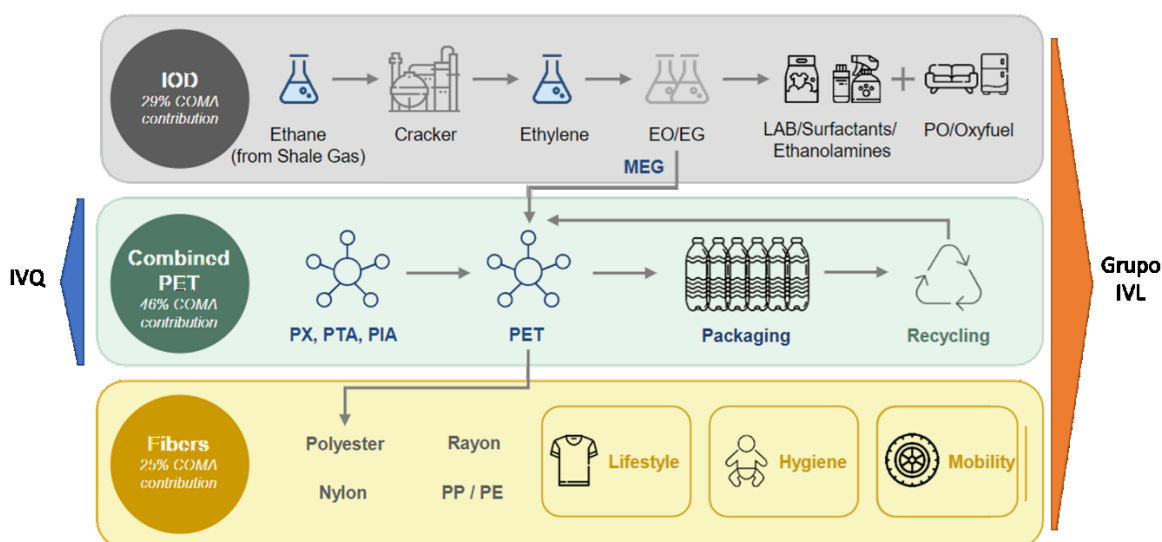 IOD
29% COMA
contribution
Ethane
(from Shale Gas)
Cracker
Ethylene
EO/EG
LAB/Surfactants/
Ethanolamines
PO/Oxyfuel
MEG
IVQ
Combined
PET
46% COMA
contribution
PX, PTA, PIA
PET
Packaging
Recycling
Grupo
IVL
Fibers
25% COMA
contribution
Polyester
Rayon
Nylon
PP / PE
Lifestyle
Hygiene
Mobility